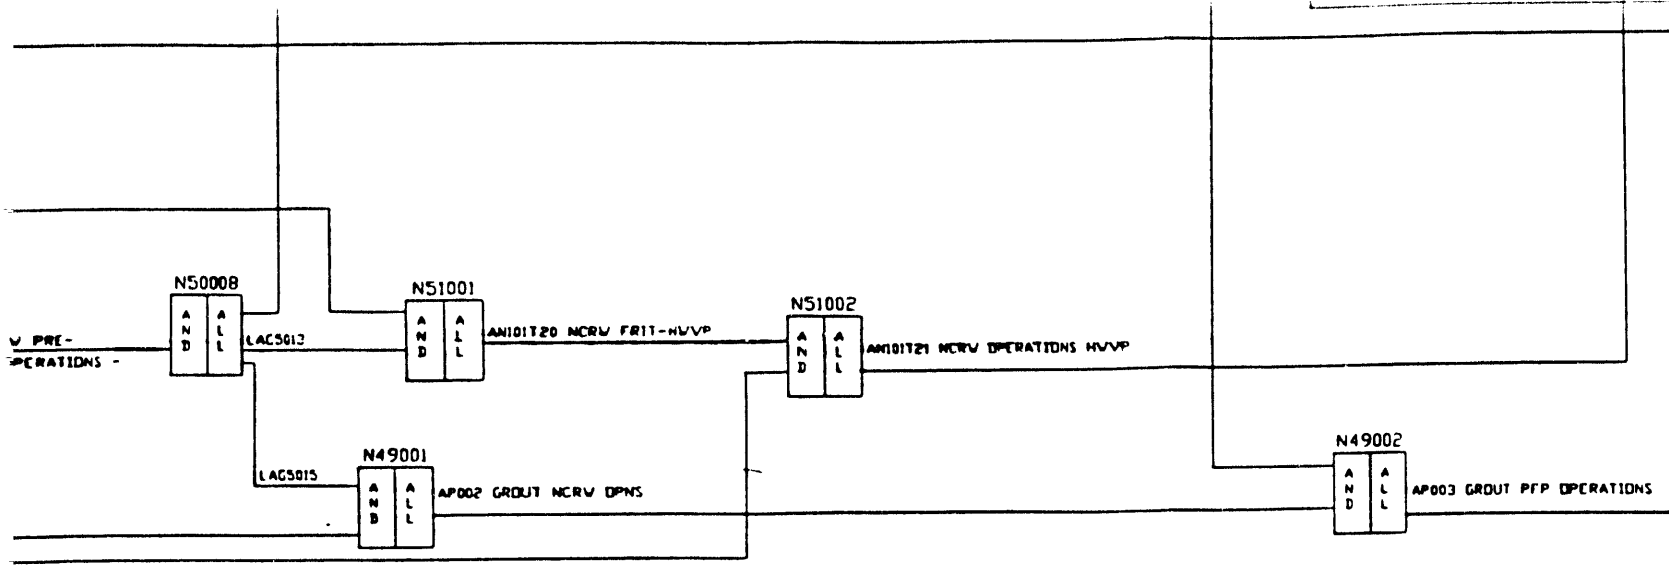 N50008
N51001
N51002
AND
ALL
AND
ALL
AND
ALL
PRE-
OPERATIONS -
LAG5013
AN101T20 NCRW FRIT-HWVP
AN101T21 NCRW OPERATIONS HWVP
N49001
N49002
LAG5015
AND
ALL
AP002 GROUT NCRW OPNS
AND
ALL
AP003 GROUT PFP OPERATIONS